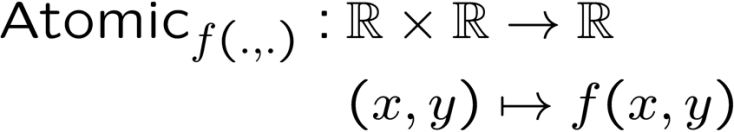 Atomic_{f(.,.)} : ℝ × ℝ → ℝ
(x, y) ↦ f(x, y)